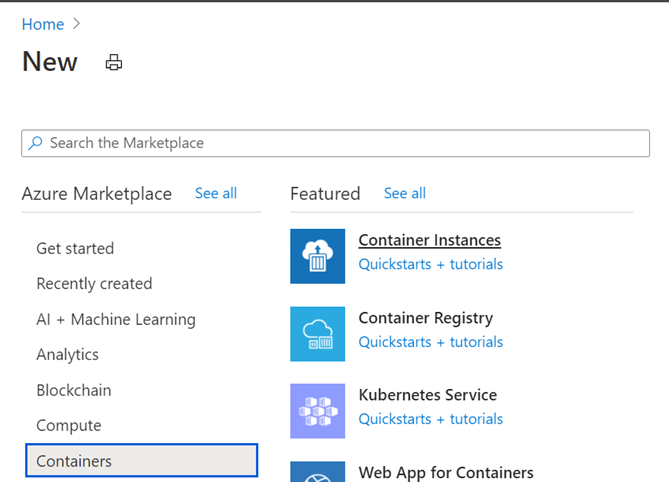 Home >
New
Search the Marketplace
Azure Marketplace See all
Get started
Recently created
AI + Machine Learning
Analytics
Blockchain
Compute
Containers
Featured See all
Container Instances
Quickstarts + tutorials
Container Registry
Quickstarts + tutorials
Kubernetes Service
Quickstarts + tutorials
Web App for Containers